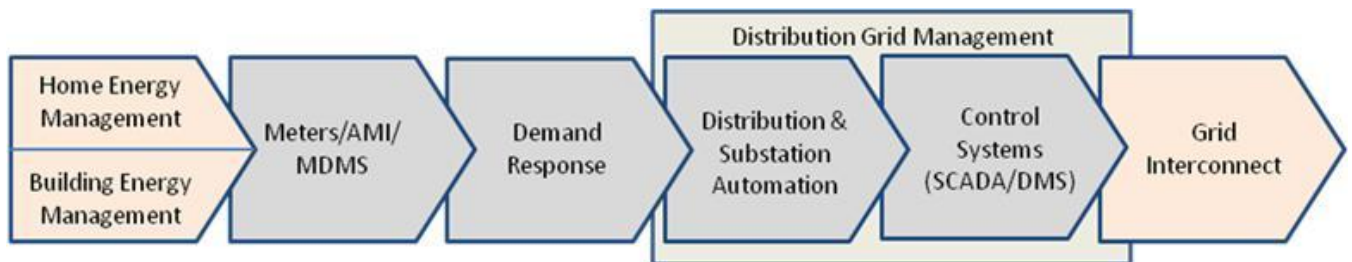 Distribution Grid Management
Home Energy
Management
Building Energy
Management
Meters/AMI/
MDMS
Demand
Response
Distribution &
Substation
Automation
Control
Systems
(SCADA/DMS)
Grid
Interconnect